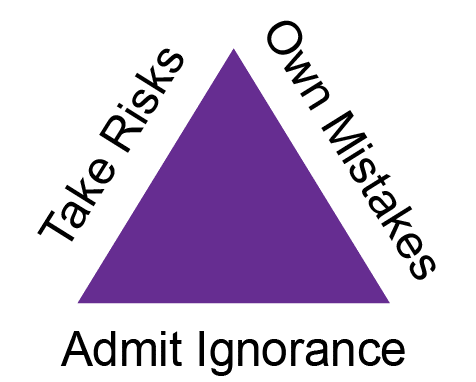 Take Risks
Own Mistakes
Admit Ignorance